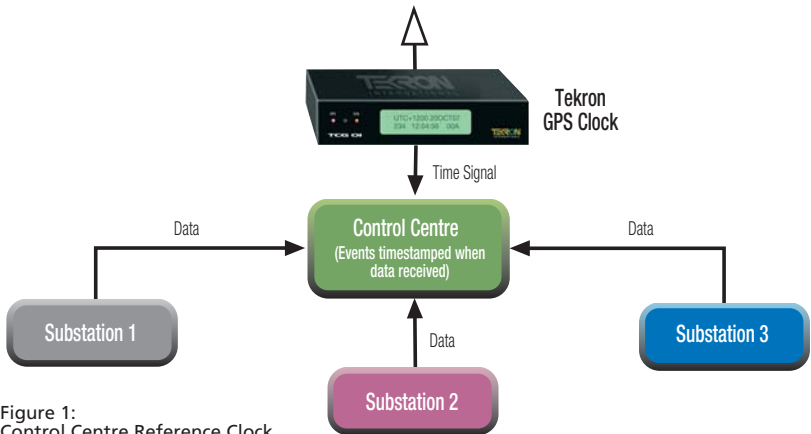 TEKRON
INTERNATIONAL
UTC+1200 20OCT07
234 12:04:56 00A
TCG 01
TEKRON
Tekron
GPS Clock
Time Signal
Data
Control Centre
(Events timestamped when
data received)
Data
Substation 1
Data
Substation 3
Substation 2
Figure 1:
Control Centre Reference Clock